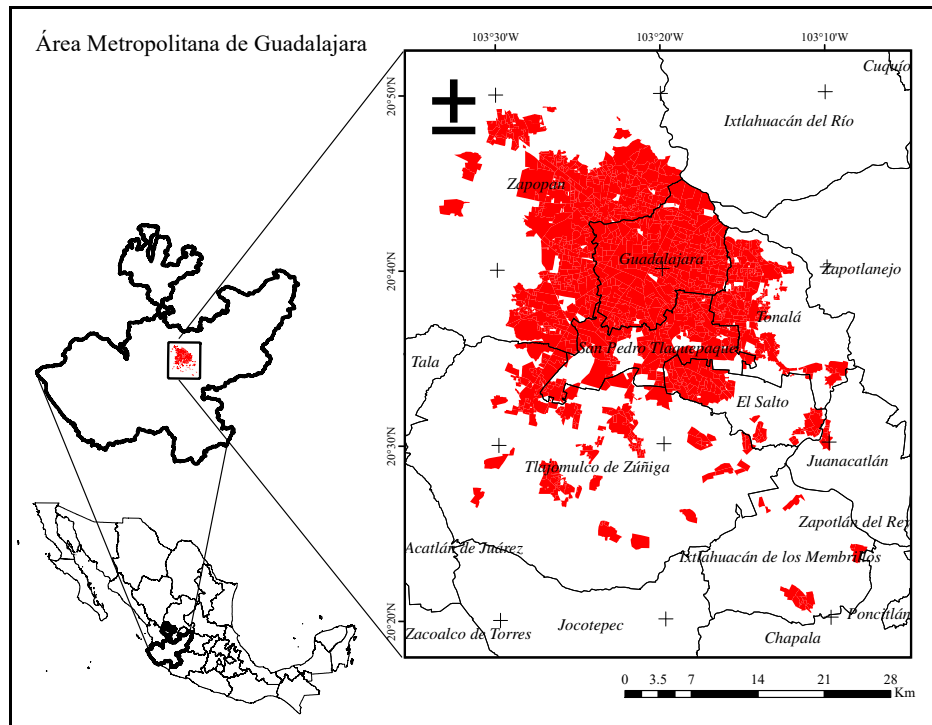 Área Metropolitana de Guadalajara
103°30'W
103°20'W
103°10'W
20°50'N
20°40'N
20°30'N
20°20'N
Cuquío
Ixtlahuacán del Río
Zapopan
Guadalajara
Zapotlanejo
Tonalá
San Pedro Tlaquepaque
Tala
El Salto
Tlajomulco de Zúñiga
Juanacatlán
Zapotlán del Rey
Acatlán de Juárez
Ixtlahuacán de los Membrillos
Poncitlán
Zacoalco de Torres
Jocotepec
Chapala
0 3.5 7 14 21 28
Km